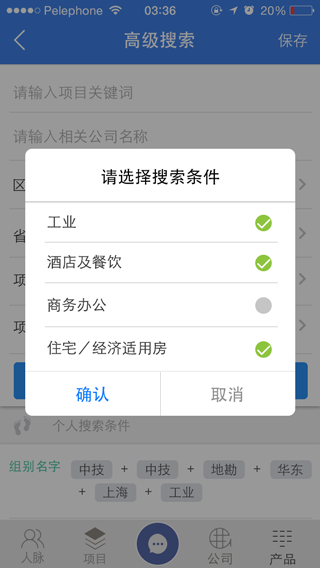 Pelephone 03:36 20%
高级搜索 保存
请输入项目关键词
请输入相关公司名称
区
省
项
项
请选择搜索条件
工业
酒店及餐饮
商务办公
住宅／经济适用房
确认 取消
个人搜索条件
组别名字 中技 + 中技 + 地勘 + 华东
+ 上海 + 工业
人脉 项目 公司 产品